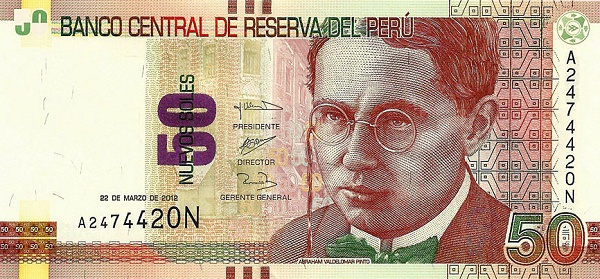 BANCO CENTRAL DE RESERVA DEL PERÚ
50
NUEVOS SOLES
PRESIDENTE
DIRECTOR
GERENTE GENERAL
22 DE MARZO DE 2012
A2474420N
A2474420N
ABRAHAM VALDELOMAR PINTO
50